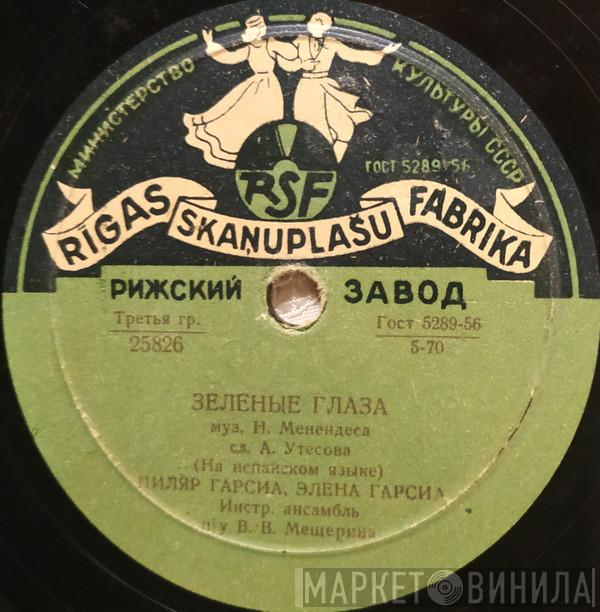 МИНИСТЕРСТВО КУЛЬТУРЫ СССР
ГОСТ 5289-56
RSF
RĪGAS SKAŅUPLAŠU FABRIKA
РИЖСКИЙ ЗАВОД
Третья гр. Гост 5289-56
25826 5-70
ЗЕЛЕНЫЕ ГЛАЗА
муз. Н. Менендеса
сл. А. Утесова
(На испанском языке)
ПИЛЯР ГАРСИА, ЭЛЕНА ГАРСИА
Инстр. ансамбль
п/у В. В. Мещерина
МАРКЕТ ВИНИЛА